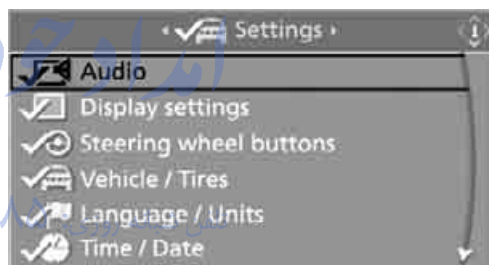 Settings
Audio
Display settings
Steering wheel buttons
Vehicle / Tires
Language / Units
Time / Date